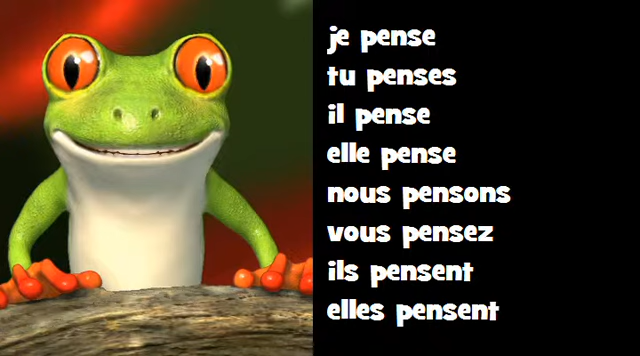 je pense
tu penses
il pense
elle pense
nous pensons
vous pensez
ils pensent
elles pensent